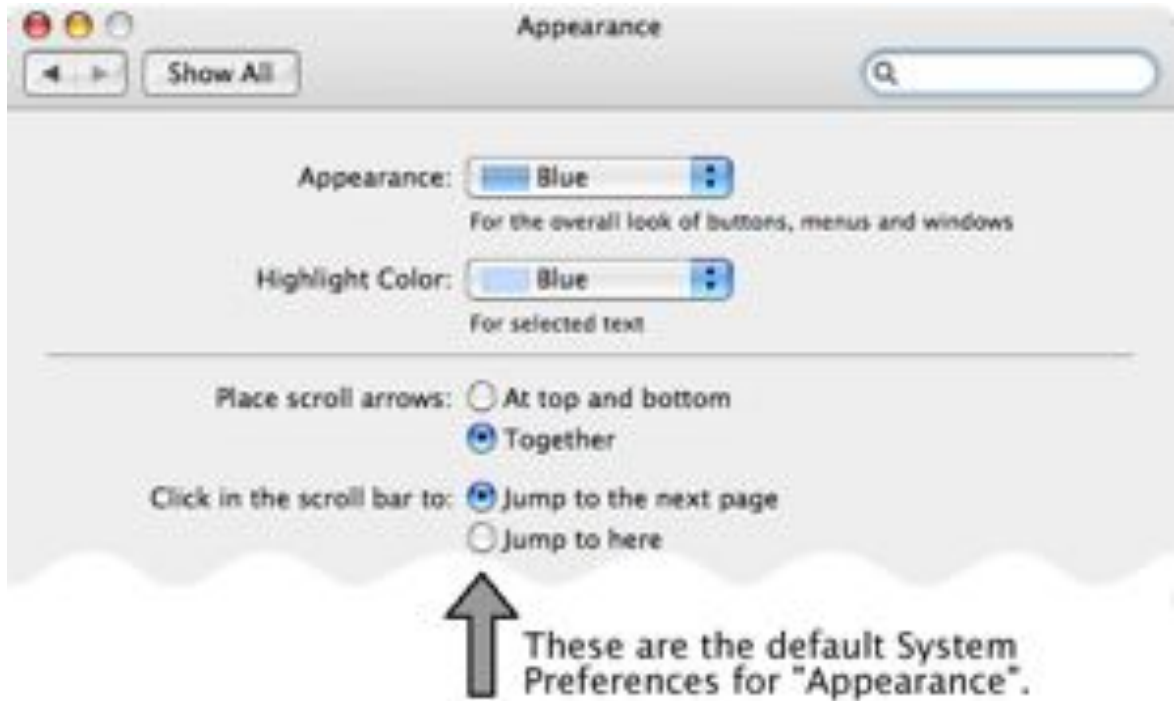 Appearance
Show All
Appearance: Blue
For the overall look of buttons, menus and windows
Highlight Color: Blue
For selected text
Place scroll arrows: At top and bottom
Together
Click in the scroll bar to: Jump to the next page
Jump to here
These are the default System
Preferences for "Appearance".